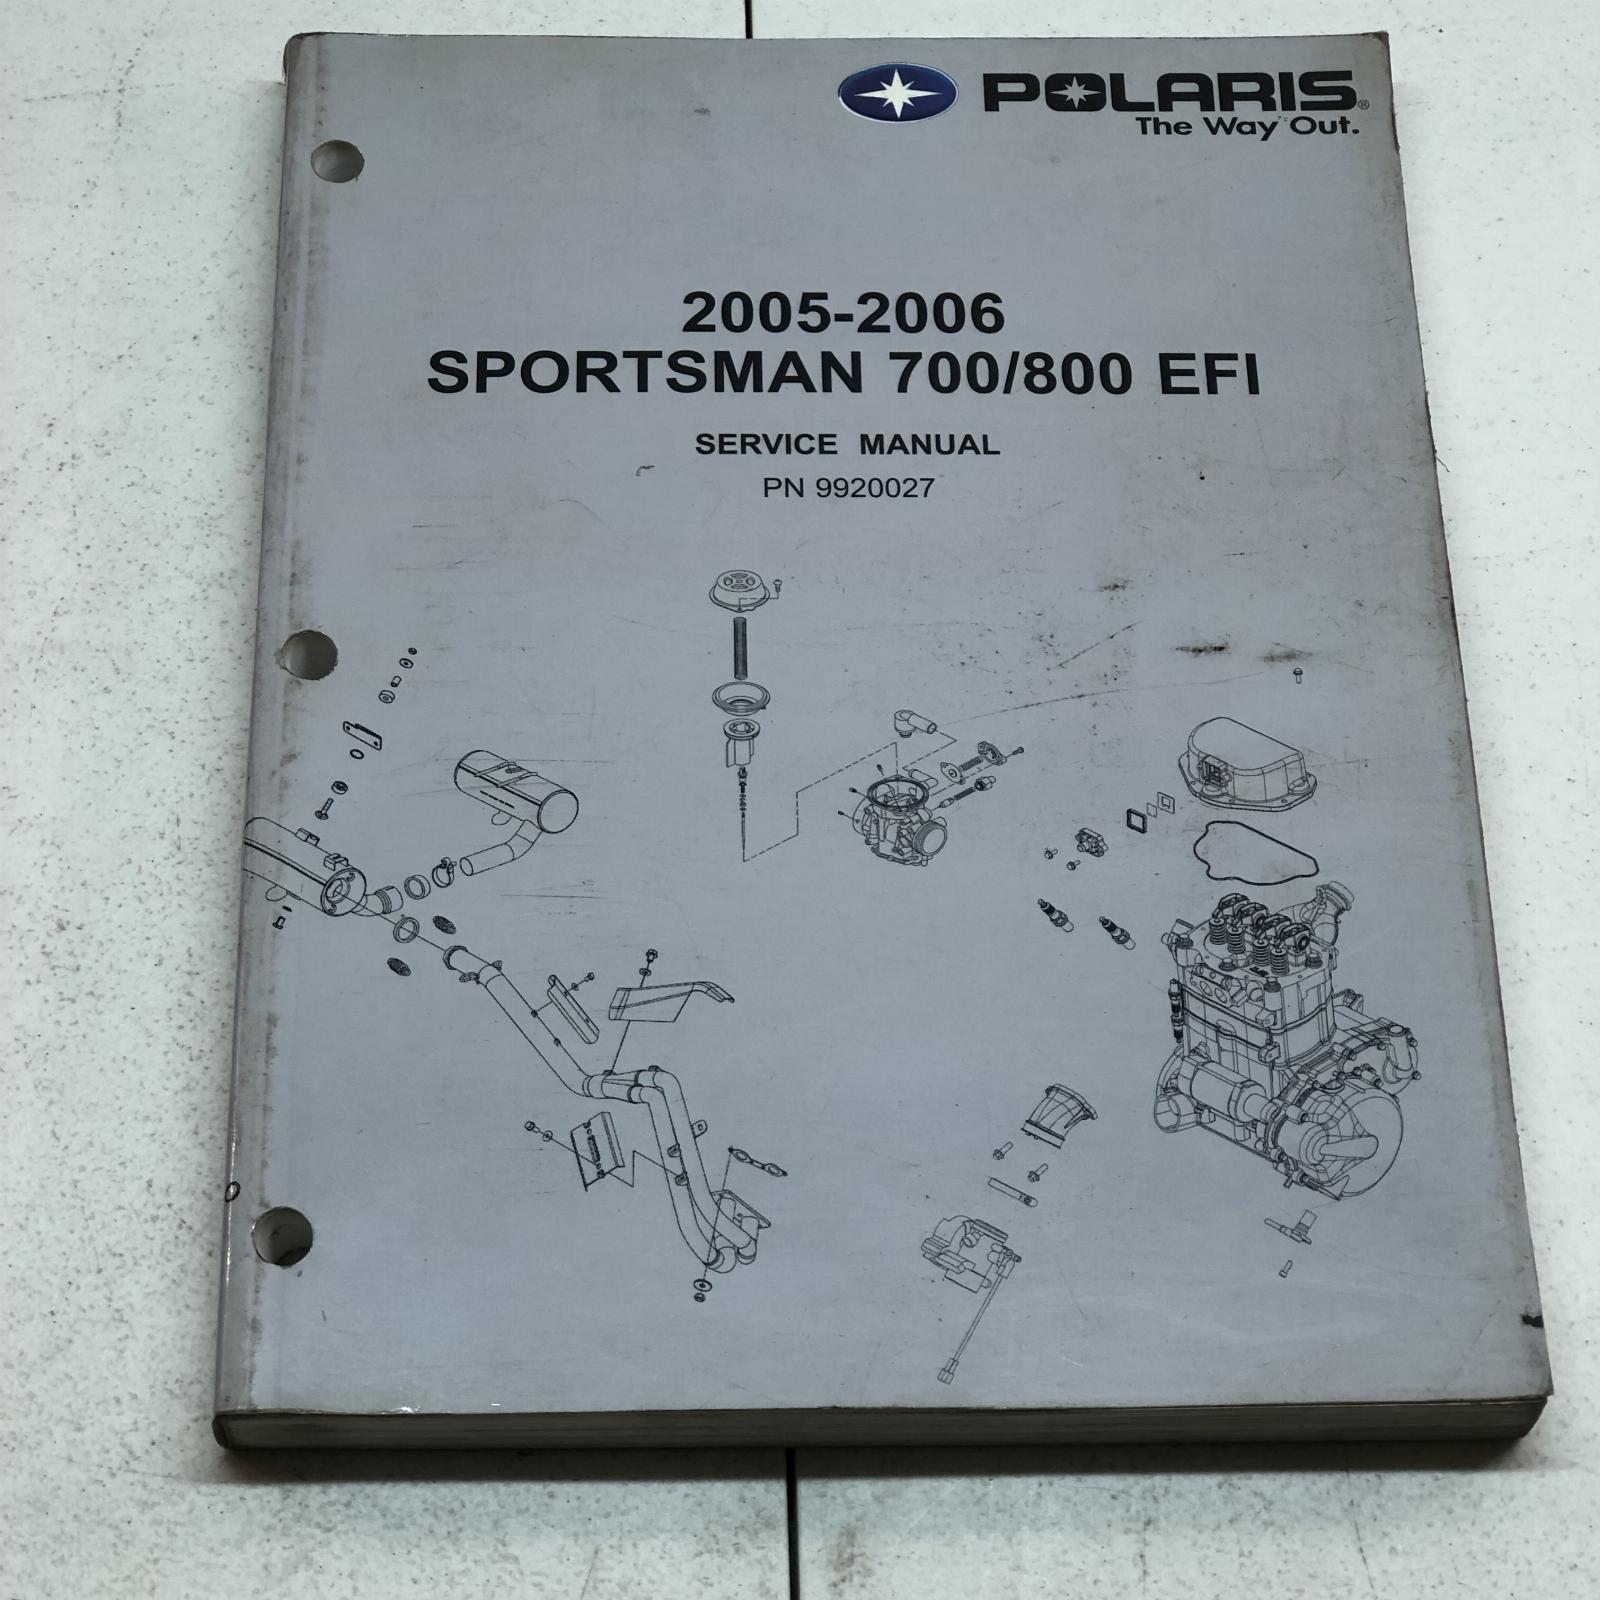 POLARIS®
The Way Out.
2005-2006
SPORTSMAN 700/800 EFI
SERVICE MANUAL
PN 9920027